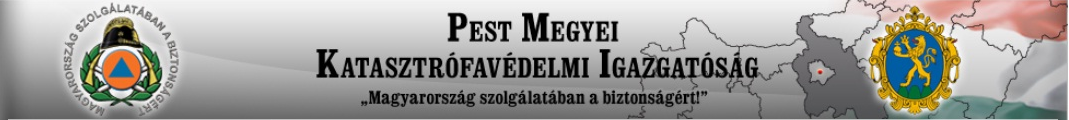 MAGYARORSZÁG SZOLGÁLATÁBAN A BIZTONSÁGÉRT
PEST MEGYEI
KATASZTRÓFAVÉDELMI IGAZGATÓSÁG
„Magyarország szolgálatában a biztonságért!”